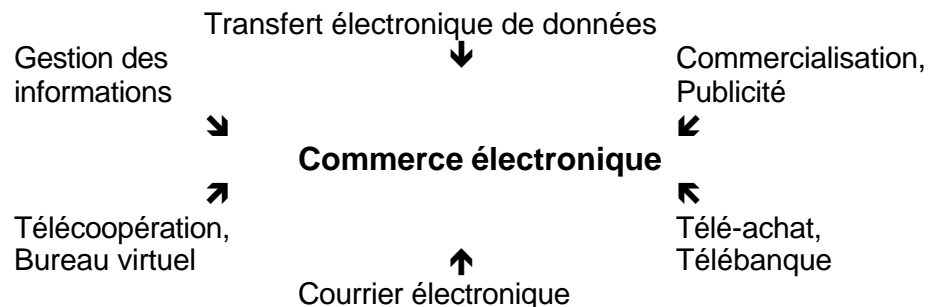 Transfert électronique de données
Gestion des
informations
Commercialisation,
Publicité
Commerce électronique
Télécoopération,
Bureau virtuel
Télé-achat,
Télébanque
Courrier électronique